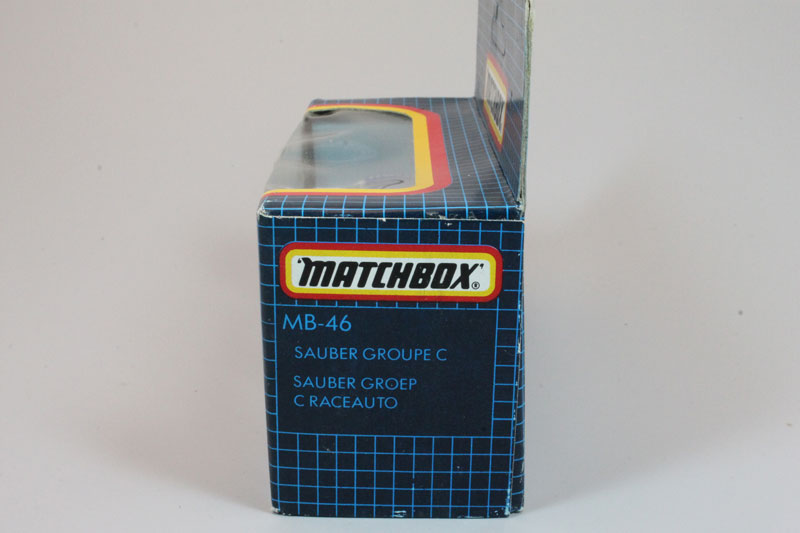 "MATCHBOX"®
MB-46
SAUBER GROUPE C
SAUBER GROEP
C RACEAUTO